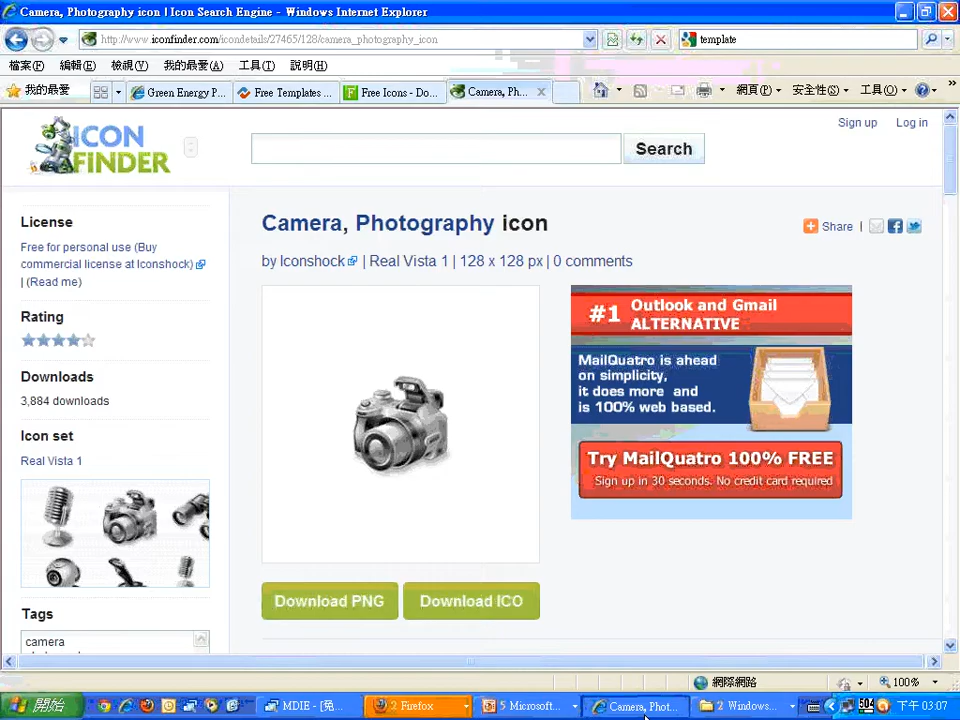 Camera, Photography icon | Icon Search Engine - Windows Internet Explorer
http://www.iconfinder.com/icondetails/27465/128/camera_photography_icon
template
檔案(F) 編輯(E) 檢視(V) 我的最愛(A) 工具(T) 說明(H)
我的最愛
Green Energy P...
Free Templates ...
Free Icons - Do...
Camera, Ph...
網頁(P)
安全性(S)
工具(O)
»
ICON
FINDER
Search
Sign up
Log in
License
Free for personal use (Buy
commercial license at Iconshock)
| (Read me)
Rating
Downloads
3,884 downloads
Icon set
Real Vista 1
Tags
camera
Camera, Photography icon
Share |
by Iconshock | Real Vista 1 | 128 x 128 px | 0 comments
#1 Outlook and Gmail
ALTERNATIVE
MailQuatro is ahead
on simplicity,
it does more and
is 100% web based.
Try MailQuatro 100% FREE
Sign up in 30 seconds. No credit card required
Download PNG
Download ICO
網際網路
100%
開始
MDIE - [免...
2 Firefox
5 Microsoft...
Camera, Phot...
2 Windows...
504
下午 03:07